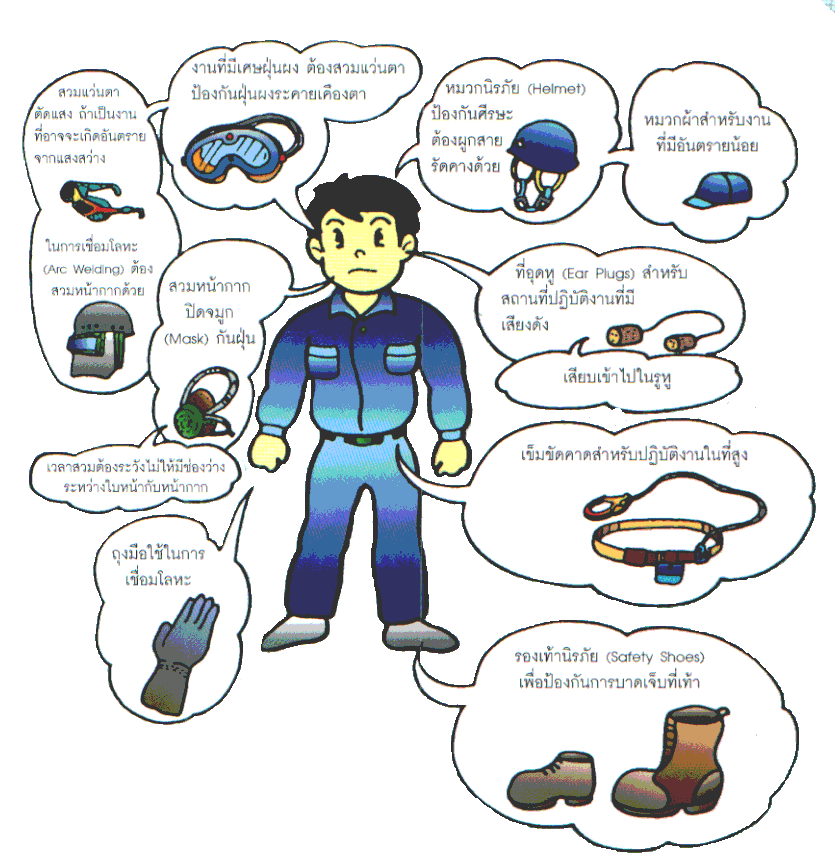 งานที่มีเศษฝุ่นผง ต้องสวมแว่นตา
ป้องกันฝุ่นผงระคายเคืองตา
สวมแว่นตา
ตัดแสง ถ้าเป็นงาน
ที่อาจจะเกิดอันตราย
จากแสงสว่าง
ในการเชื่อมโลหะ
(Arc Welding) ต้อง
สวมหน้ากากด้วย
หมวกนิรภัย (Helmet)
ป้องกันศีรษะ
ต้องผูกสาย
รัดคางด้วย
หมวกผ้าสำหรับงาน
ที่มีอันตรายน้อย
สวมหน้ากาก
ปิดจมูก
(Mask) กันฝุ่น
เวลาสวมต้องระวังไม่ให้มีช่องว่าง
ระหว่างใบหน้ากับหน้ากาก
ที่อุดหู (Ear Plugs) สำหรับ
สถานที่ปฏิบัติงานที่มี
เสียงดัง
เสียบเข้าไปในรูหู
เข็มขัดคาดสำหรับปฏิบัติงานในที่สูง
ถุงมือใช้ในการ
เชื่อมโลหะ
รองเท้านิรภัย (Safety Shoes)
เพื่อป้องกันการบาดเจ็บที่เท้า